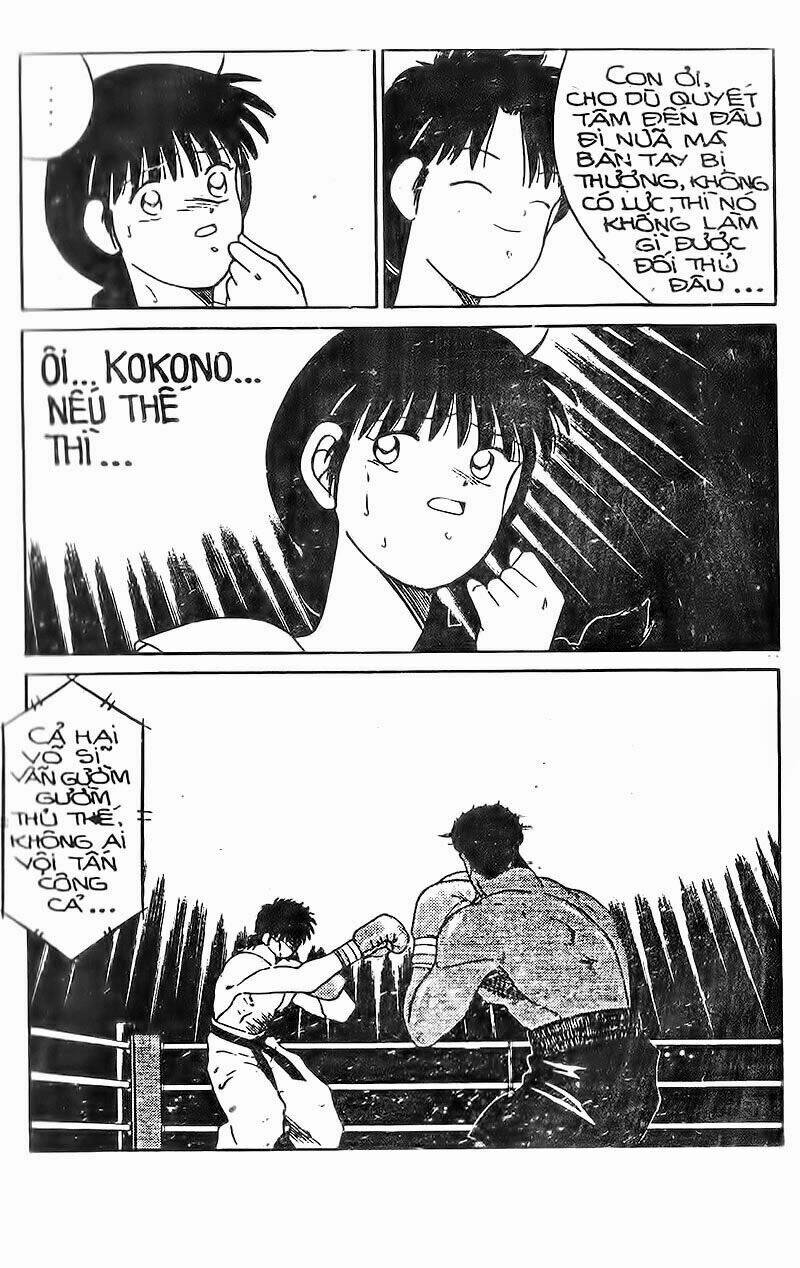 ...
CON ƠI,
CHO DÙ QUYẾT
TÂM ĐẾN ĐÂU
ĐI NỮA MÀ
BÀN TAY BỊ
THƯƠNG, KHÔNG
CÓ LỰC, THÌ NÓ
KHÔNG LÀM
GÌ ĐƯỢC
ĐỐI THỦ
ĐÂU ...
ÔI... KOKONO...
NẾU THẾ
THÌ ...
CẢ HAI
VÕ SĨ
VẪN GƯỜM
GƯỜM
THỦ THẾ,
KHÔNG AI
VỘI TẤN
CÔNG
CẢ ...